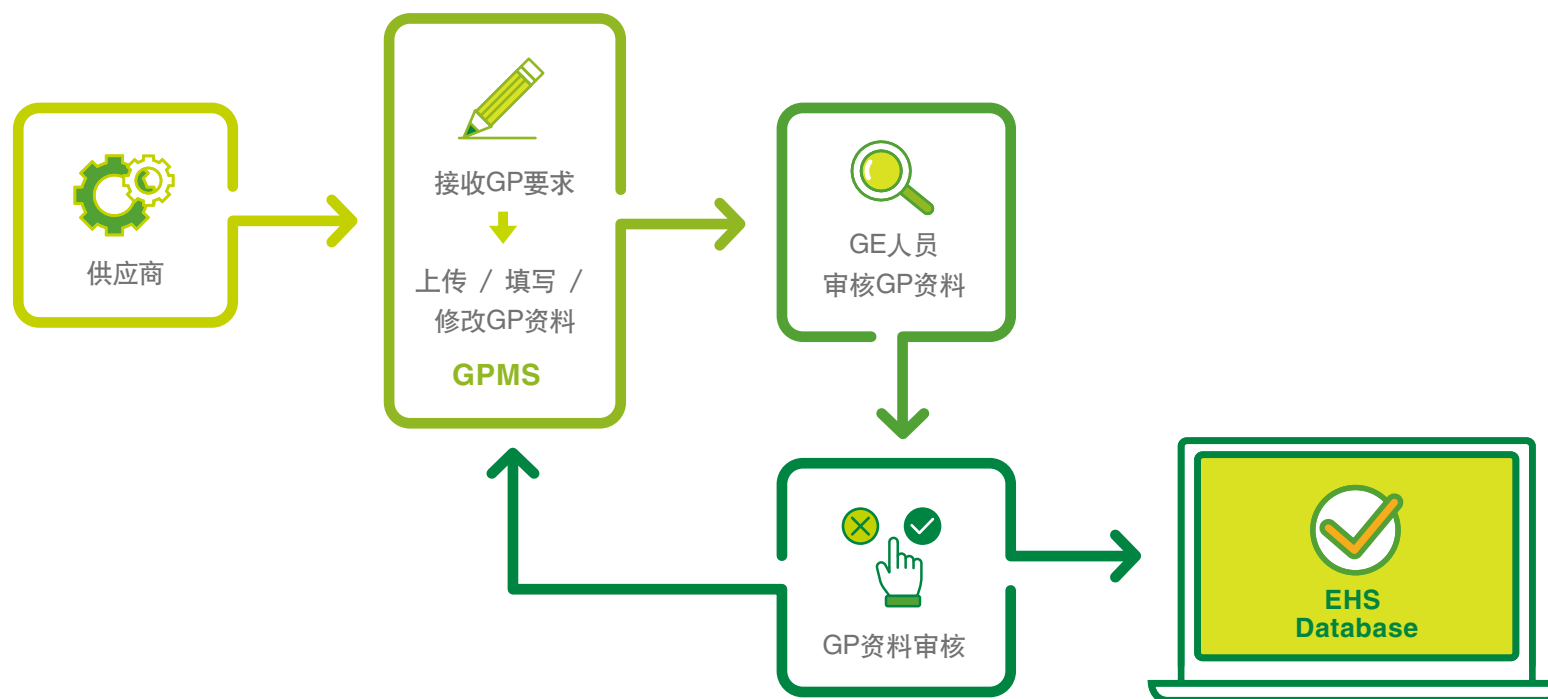 供应商
接收GP要求
上传 / 填写 /
修改GP资料
GPMS
GE人员
审核GP资料
GP资料审核
EHS
Database